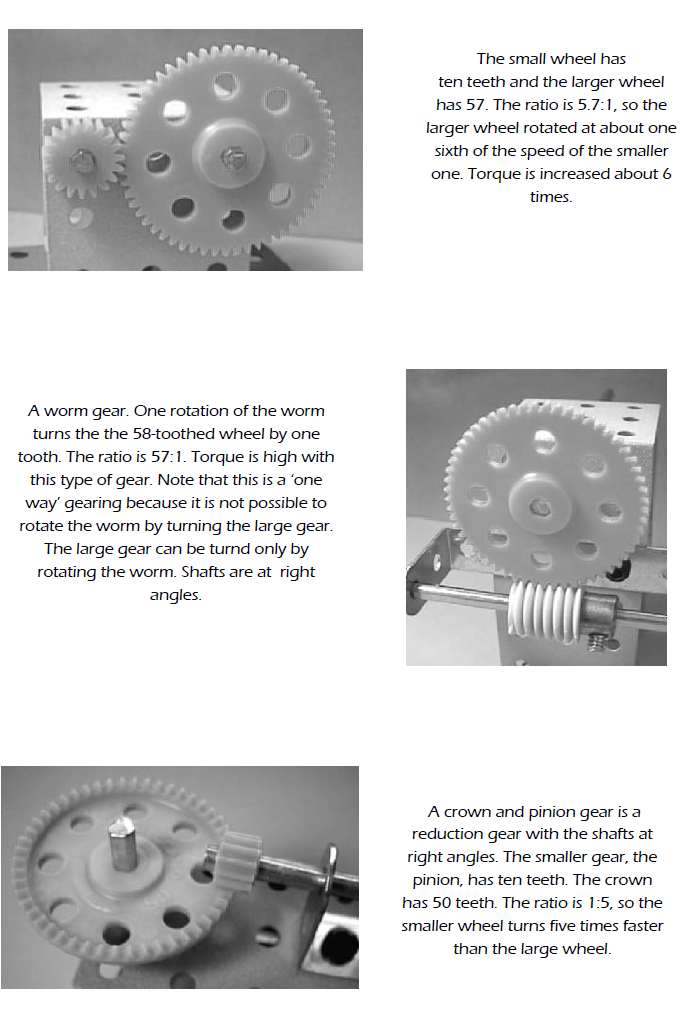 The small wheel has
ten teeth and the larger wheel
has 57. The ratio is 5.7:1, so the
larger wheel rotated at about one
sixth of the speed of the smaller
one. Torque is increased about 6
times.
A worm gear. One rotation of the worm
turns the the 58-toothed wheel by one
tooth. The ratio is 57:1. Torque is high with
this type of gear. Note that this is a ‘one
way’ gearing because it is not possible to
rotate the worm by turning the large gear.
The large gear can be turnd only by
rotating the worm. Shafts are at right
angles.
A crown and pinion gear is a
reduction gear with the shafts at
right angles. The smaller gear, the
pinion, has ten teeth. The crown
has 50 teeth. The ratio is 1:5, so the
smaller wheel turns five times faster
than the large wheel.